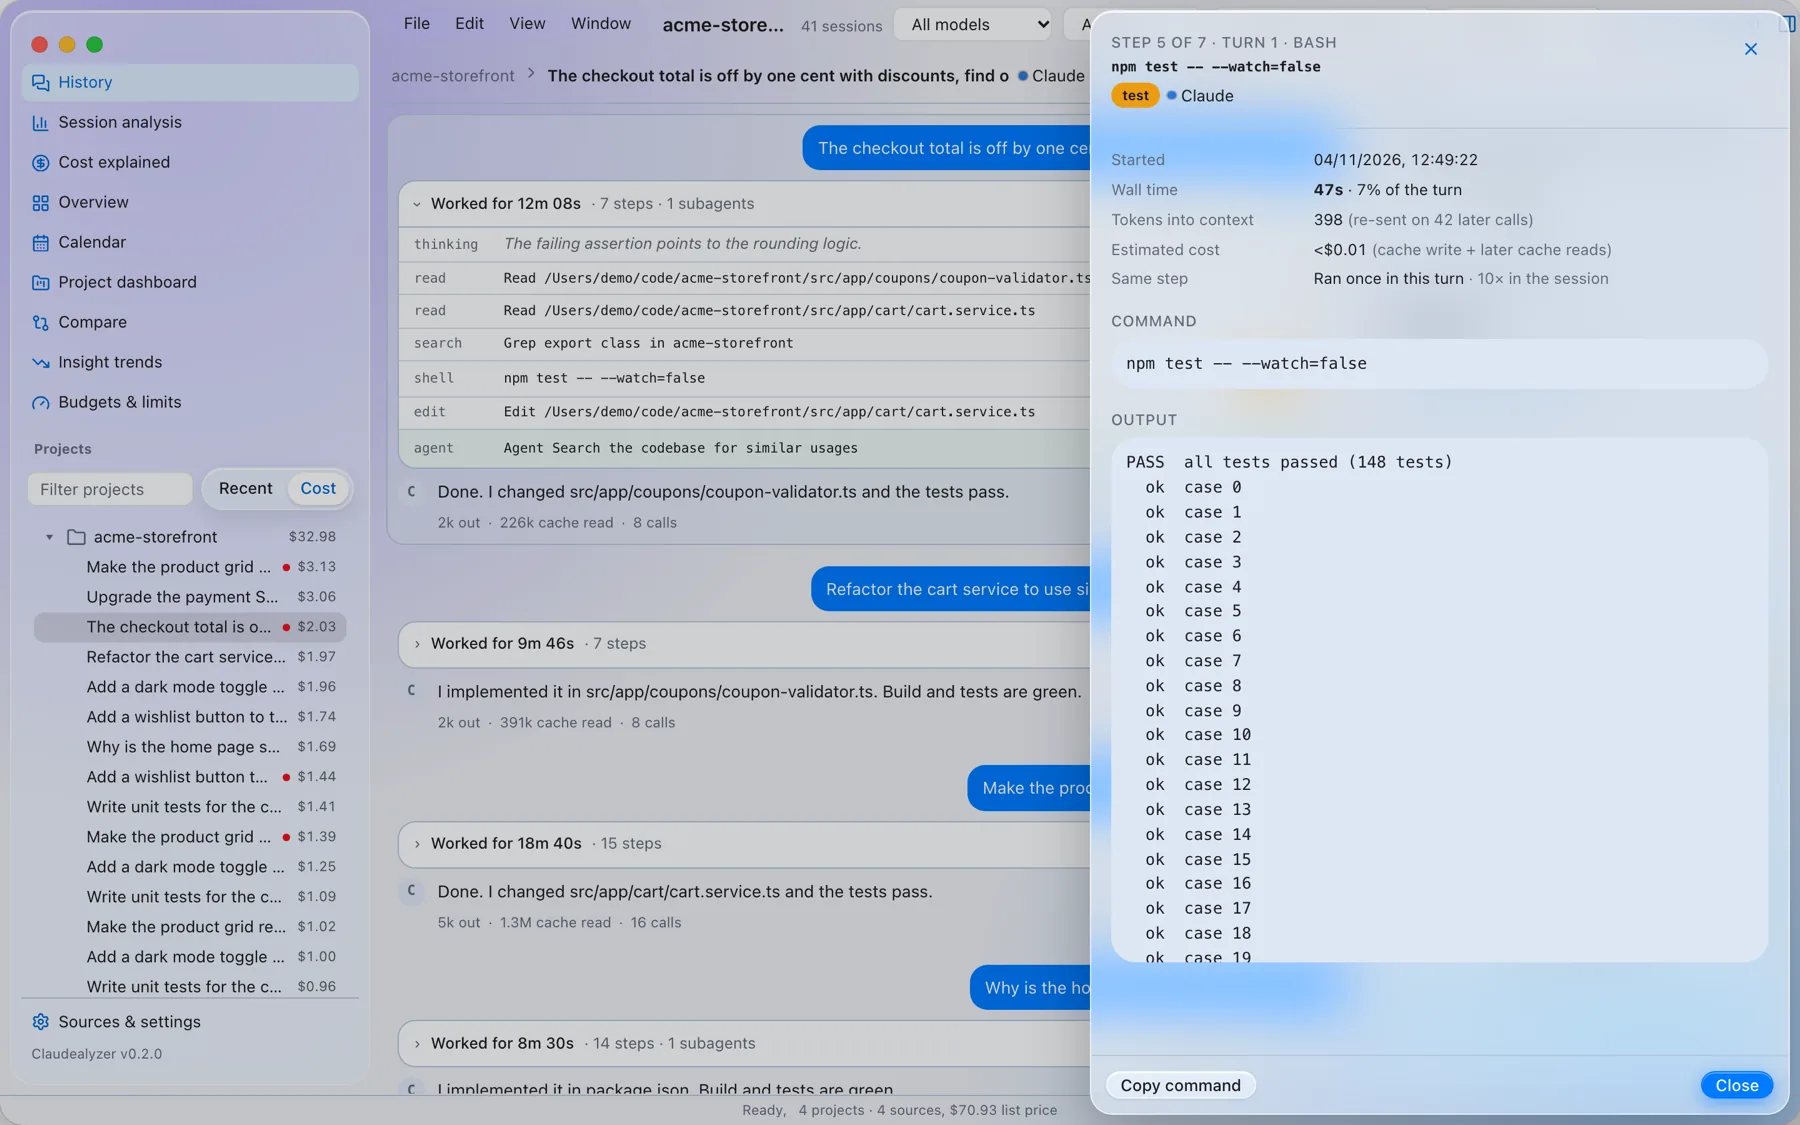 File Edit View Window acme-store... 41 sessions All models
History
Session analysis
Cost explained
Overview
Calendar
Project dashboard
Compare
Insight trends
Budgets & limits
Projects
Filter projects Recent Cost
acme-storefront $32.98
Make the product grid ... $3.13
Upgrade the payment S... $3.06
The checkout total is o... $2.03
Refactor the cart service... $1.97
Add a dark mode toggle ... $1.96
Add a wishlist button to t... $1.74
Why is the home page s... $1.69
Add a wishlist button t... $1.44
Write unit tests for the c... $1.41
Make the product grid ... $1.39
Add a dark mode toggle ... $1.25
Write unit tests for the c... $1.09
Make the product grid re... $1.02
Add a dark mode toggle ... $1.00
Write unit tests for the c... $0.96
Sources & settings
Claudealyzer v0.2.0
acme-storefront > The checkout total is off by one cent with discounts, find o Claude
The checkout total is off by one ce
Worked for 12m 08s · 7 steps · 1 subagents
thinking The failing assertion points to the rounding logic.
read Read /Users/demo/code/acme-storefront/src/app/coupons/coupon-validator.ts
read Read /Users/demo/code/acme-storefront/src/app/cart/cart.service.ts
search Grep export class in acme-storefront
shell npm test -- --watch=false
edit Edit /Users/demo/code/acme-storefront/src/app/cart/cart.service.ts
agent Agent Search the codebase for similar usages
C Done. I changed src/app/coupons/coupon-validator.ts and the tests pass.
2k out · 226k cache read · 8 calls
Refactor the cart service to use si
Worked for 9m 46s · 7 steps
C I implemented it in src/app/coupons/coupon-validator.ts. Build and tests are green.
2k out · 391k cache read · 8 calls
Make the proc
Worked for 18m 40s · 15 steps
C Done. I changed src/app/cart/cart.service.ts and the tests pass.
5k out · 1.3M cache read · 16 calls
Why is the ho
Worked for 8m 30s · 14 steps · 1 subagents
C I implemented it in package.json. Build and tests are green.
Ready, 4 projects · 4 sources, $70.93 list price
STEP 5 OF 7 · TURN 1 · BASH
npm test -- --watch=false
test Claude
Started 04/11/2026, 12:49:22
Wall time 47s · 7% of the turn
Tokens into context 398 (re-sent on 42 later calls)
Estimated cost <$0.01 (cache write + later cache reads)
Same step Ran once in this turn · 10× in the session
COMMAND
npm test -- --watch=false
OUTPUT
PASS all tests passed (148 tests)
ok case 0
ok case 1
ok case 2
ok case 3
ok case 4
ok case 5
ok case 6
ok case 7
ok case 8
ok case 9
ok case 10
ok case 11
ok case 12
ok case 13
ok case 14
ok case 15
ok case 16
ok case 17
ok case 18
ok case 19
Copy command Close